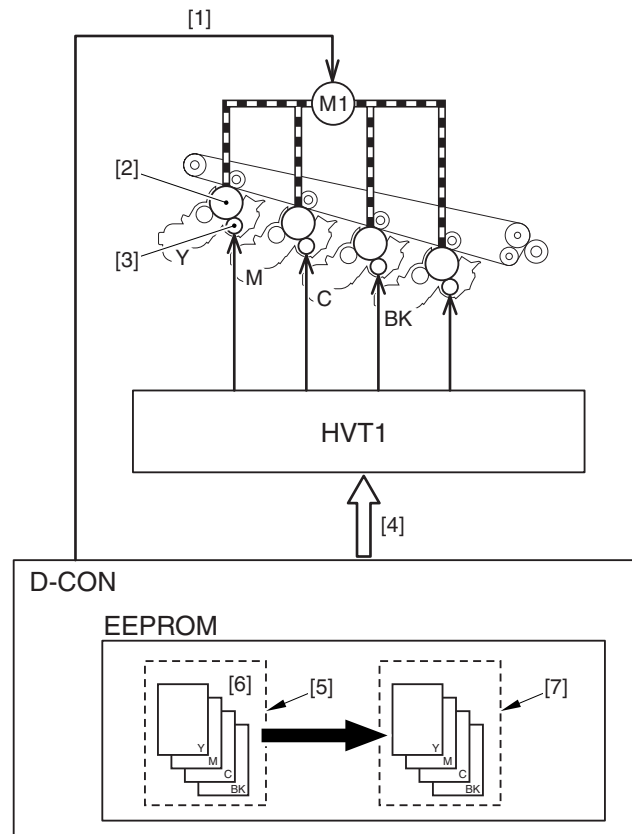 [1]
M1
[2]
[3]
Y
M
C
BK
HVT1
[4]
D-CON
EEPROM
[6]
[5]
[7]
Y
M
C
BK
Y
M
C
BK